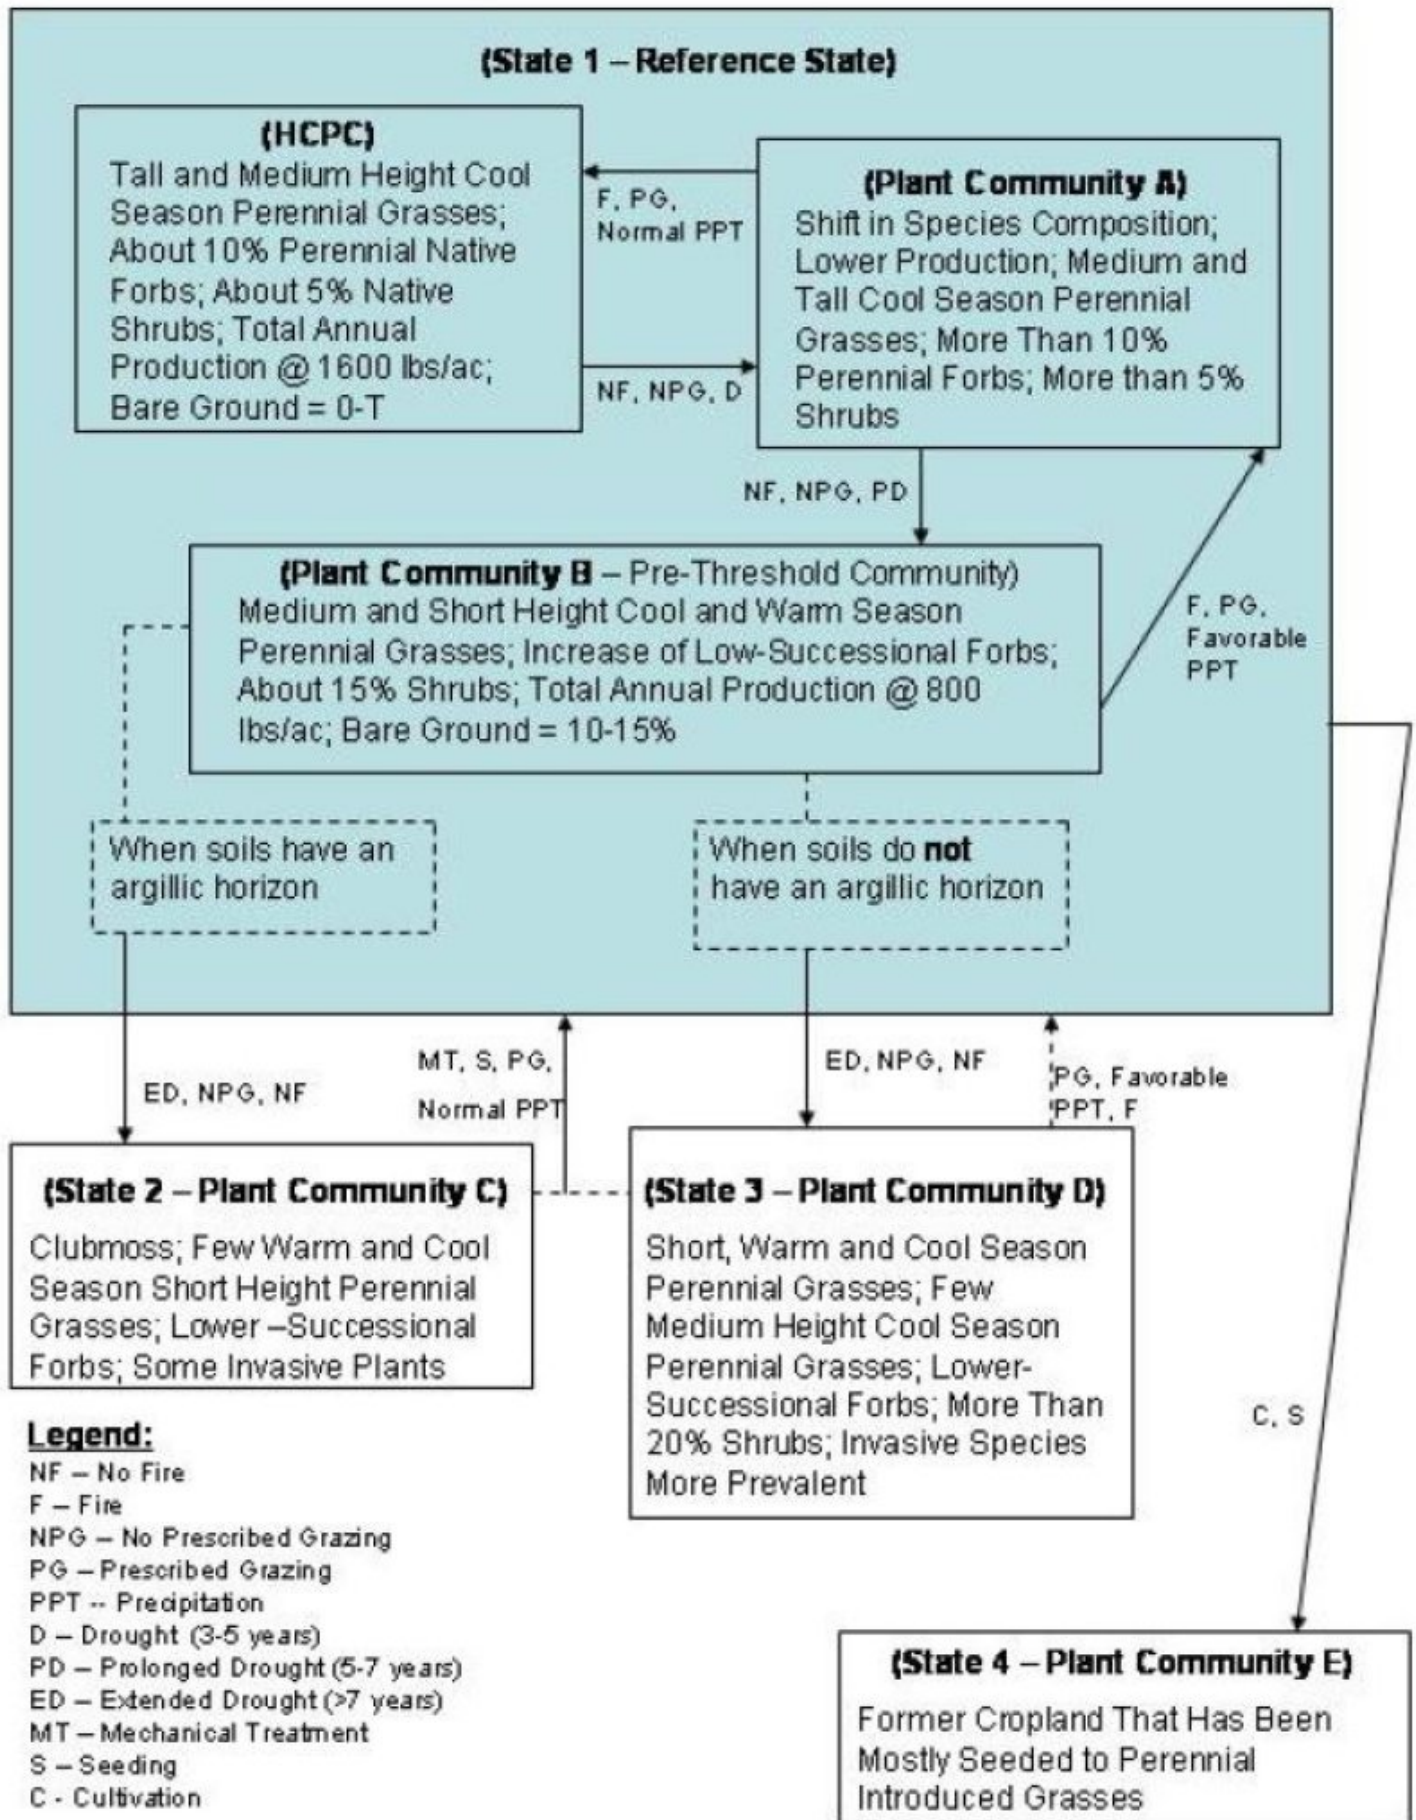 (State 1 – Reference State)
(HCPC)
Tall and Medium Height Cool
Season Perennial Grasses;
About 10% Perennial Native
Forbs; About 5% Native
Shrubs; Total Annual
Production @ 1600 lbs/ac;
Bare Ground = 0-T
F, PG,
Normal PPT
NF, NPG, D
(Plant Community A)
Shift in Species Composition;
Lower Production; Medium and
Tall Cool Season Perennial
Grasses; More Than 10%
Perennial Forbs; More than 5%
Shrubs
NF, NPG, PD
(Plant Community B – Pre-Threshold Community)
Medium and Short Height Cool and Warm Season
Perennial Grasses; Increase of Low-Successional Forbs;
About 15% Shrubs; Total Annual Production @ 800
lbs/ac; Bare Ground = 10-15%
F, PG,
Favorable
PPT
When soils have an
argillic horizon
When soils do not
have an argillic horizon
ED, NPG, NF
MT, S, PG,
Normal PPT
ED, NPG, NF
PG, Favorable
PPT, F
(State 2 – Plant Community C)
Clubmoss; Few Warm and Cool
Season Short Height Perennial
Grasses; Lower –Successional
Forbs; Some Invasive Plants
(State 3 – Plant Community D)
Short, Warm and Cool Season
Perennial Grasses; Few
Medium Height Cool Season
Perennial Grasses; Lower-
Successional Forbs; More Than
20% Shrubs; Invasive Species
More Prevalent
C, S
Legend:
NF – No Fire
F – Fire
NPG – No Prescribed Grazing
PG – Prescribed Grazing
PPT -- Precipitation
D – Drought (3-5 years)
PD – Prolonged Drought (5-7 years)
ED – Extended Drought (>7 years)
MT – Mechanical Treatment
S – Seeding
C - Cultivation
(State 4 – Plant Community E)
Former Cropland That Has Been
Mostly Seeded to Perennial
Introduced Grasses